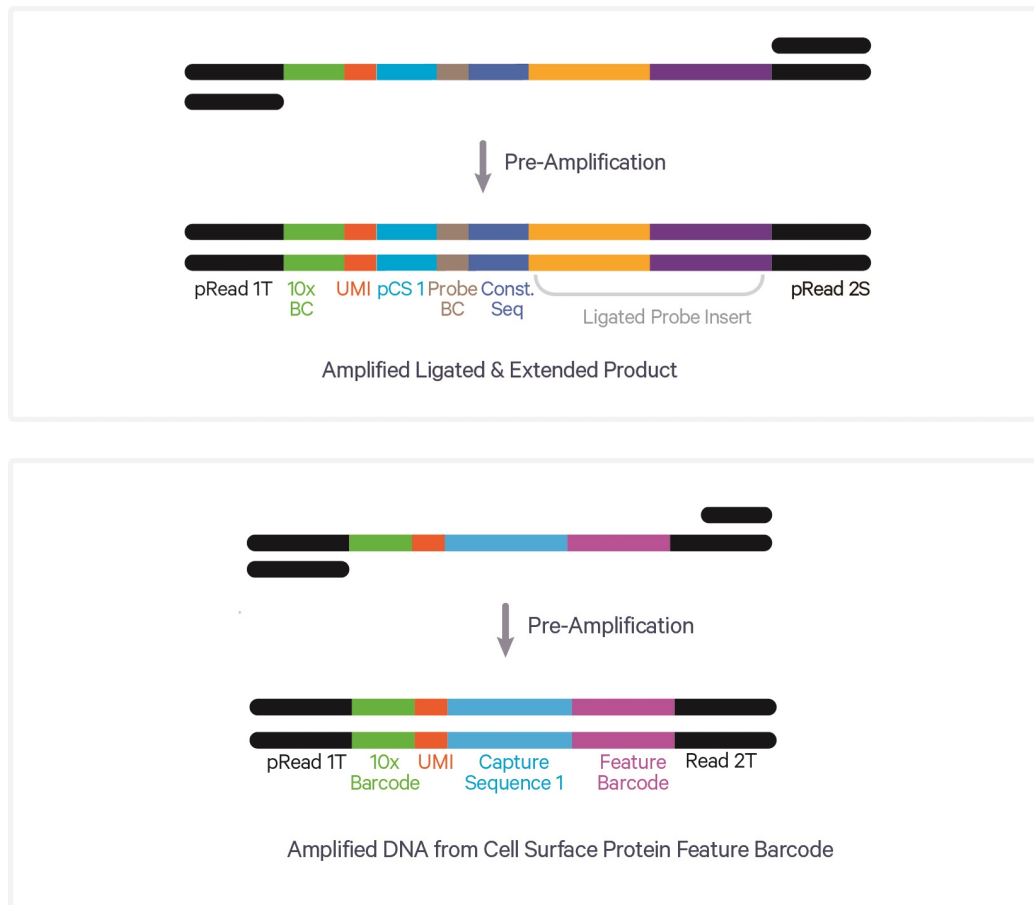 Pre-Amplification
pRead 1T 10x BC UMI pCS 1 Probe BC Const. Seq pRead 2S
Ligated Probe Insert
Amplified Ligated & Extended Product
Pre-Amplification
pRead 1T 10x Barcode UMI Capture Sequence 1 Feature Barcode Read 2T
Amplified DNA from Cell Surface Protein Feature Barcode